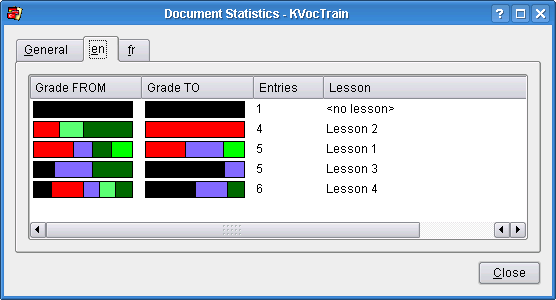 Document Statistics - KVocTrain
General en fr
Grade FROM Grade TO Entries Lesson
1 <no lesson>
4 Lesson 2
5 Lesson 1
5 Lesson 3
6 Lesson 4
Close